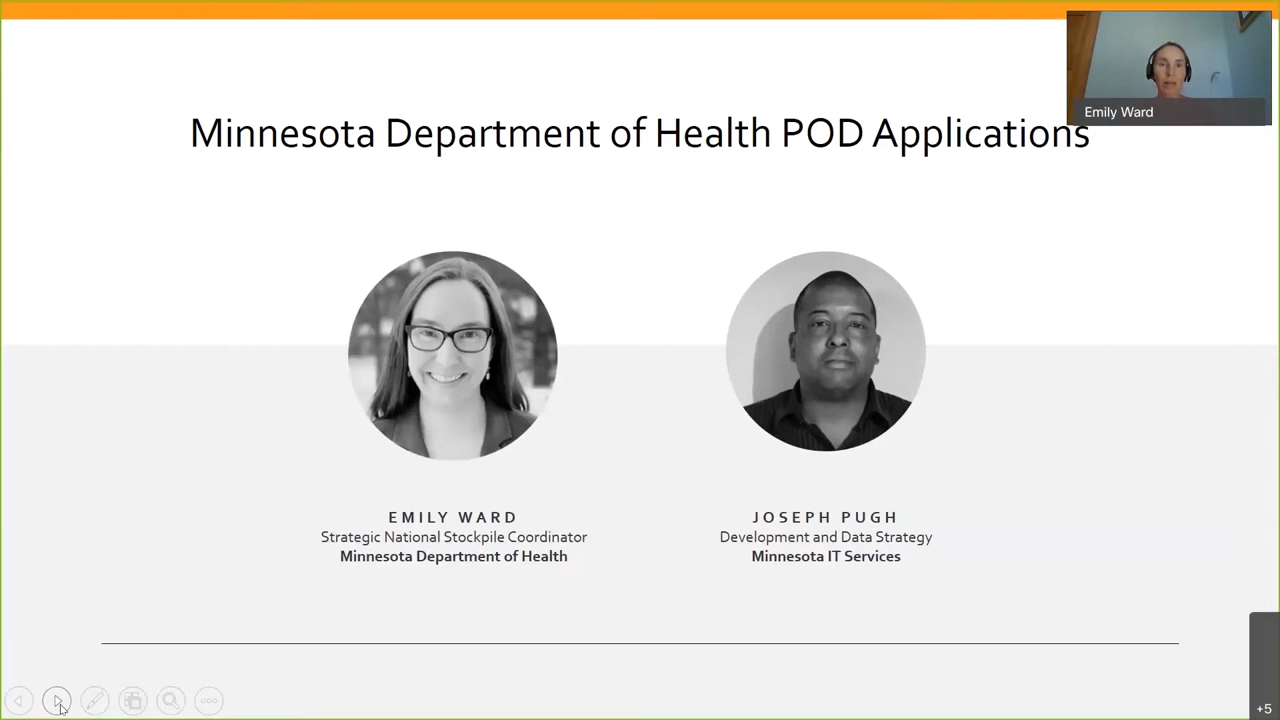 Minnesota Department of Health POD Applications
Emily Ward
EMILY WARD
Strategic National Stockpile Coordinator
Minnesota Department of Health
JOSEPH PUGH
Development and Data Strategy
Minnesota IT Services
+5